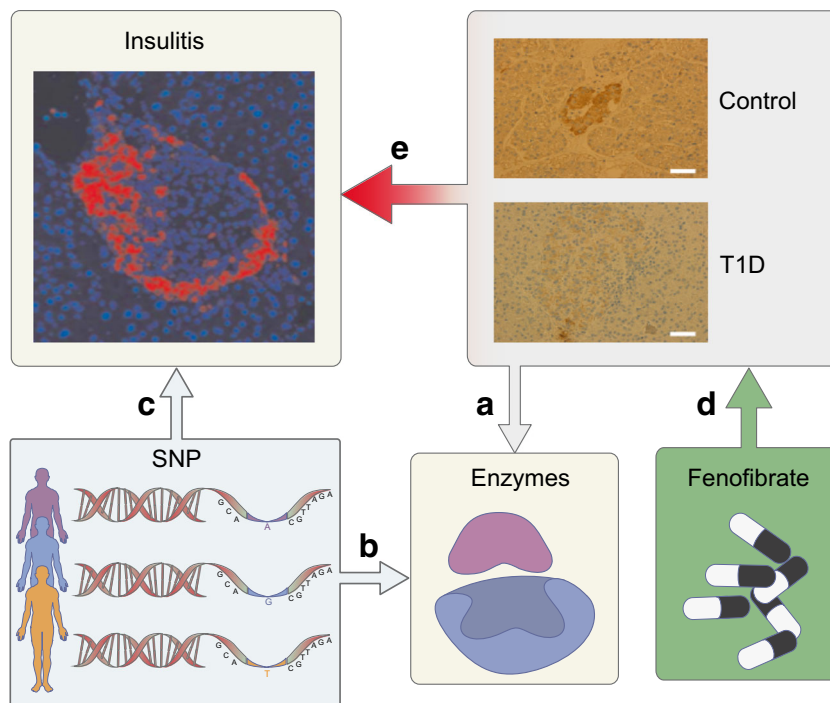 Insulitis
Control
e
T1D
c
a
d
SNP
Enzymes
Fenofibrate
G C A A C G T T A G A
b
G C A G C G T T A G A
G C A T C G T T A G A